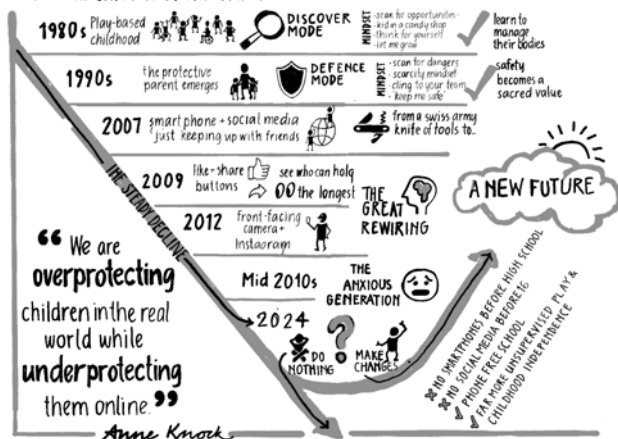 1980s
Play-based
childhood
DISCOVER
MODE
MINDSET
-scan for opportunities-
-kid in a candy shop
-think for yourself
-let me grow
learn to
manage
their bodies
1990s
the protective
parent emerges
DEFENCE
MODE
MINDSET
-scan for dangers
-scarcity mindset
-cling to your team
-"keep me safe"
safety
becomes a
sacred value
2007
smartphone + social media
just keeping up with friends
from a swiss army
knife of tools to...
2009
like + share
buttons
see who can hold
the longest
2012
front-facing
camera +
Instagram
THE
GREAT
REWIRING
Mid 2010s
THE
ANXIOUS
GENERATION
2024
?
DO
NOTHING
MAKE
CHANGES
THE STEADY DECLINE
A NEW FUTURE
NO SMARTPHONES BEFORE HIGH SCHOOL
NO SOCIAL MEDIA BEFORE 16
PHONE FREE SCHOOL
FAR MORE UNSUPERVISED PLAY &
CHILDHOOD INDEPENDENCE
“ We are
overprotecting
children in the real
world while
underprotecting
them online. ”
Anne Knock